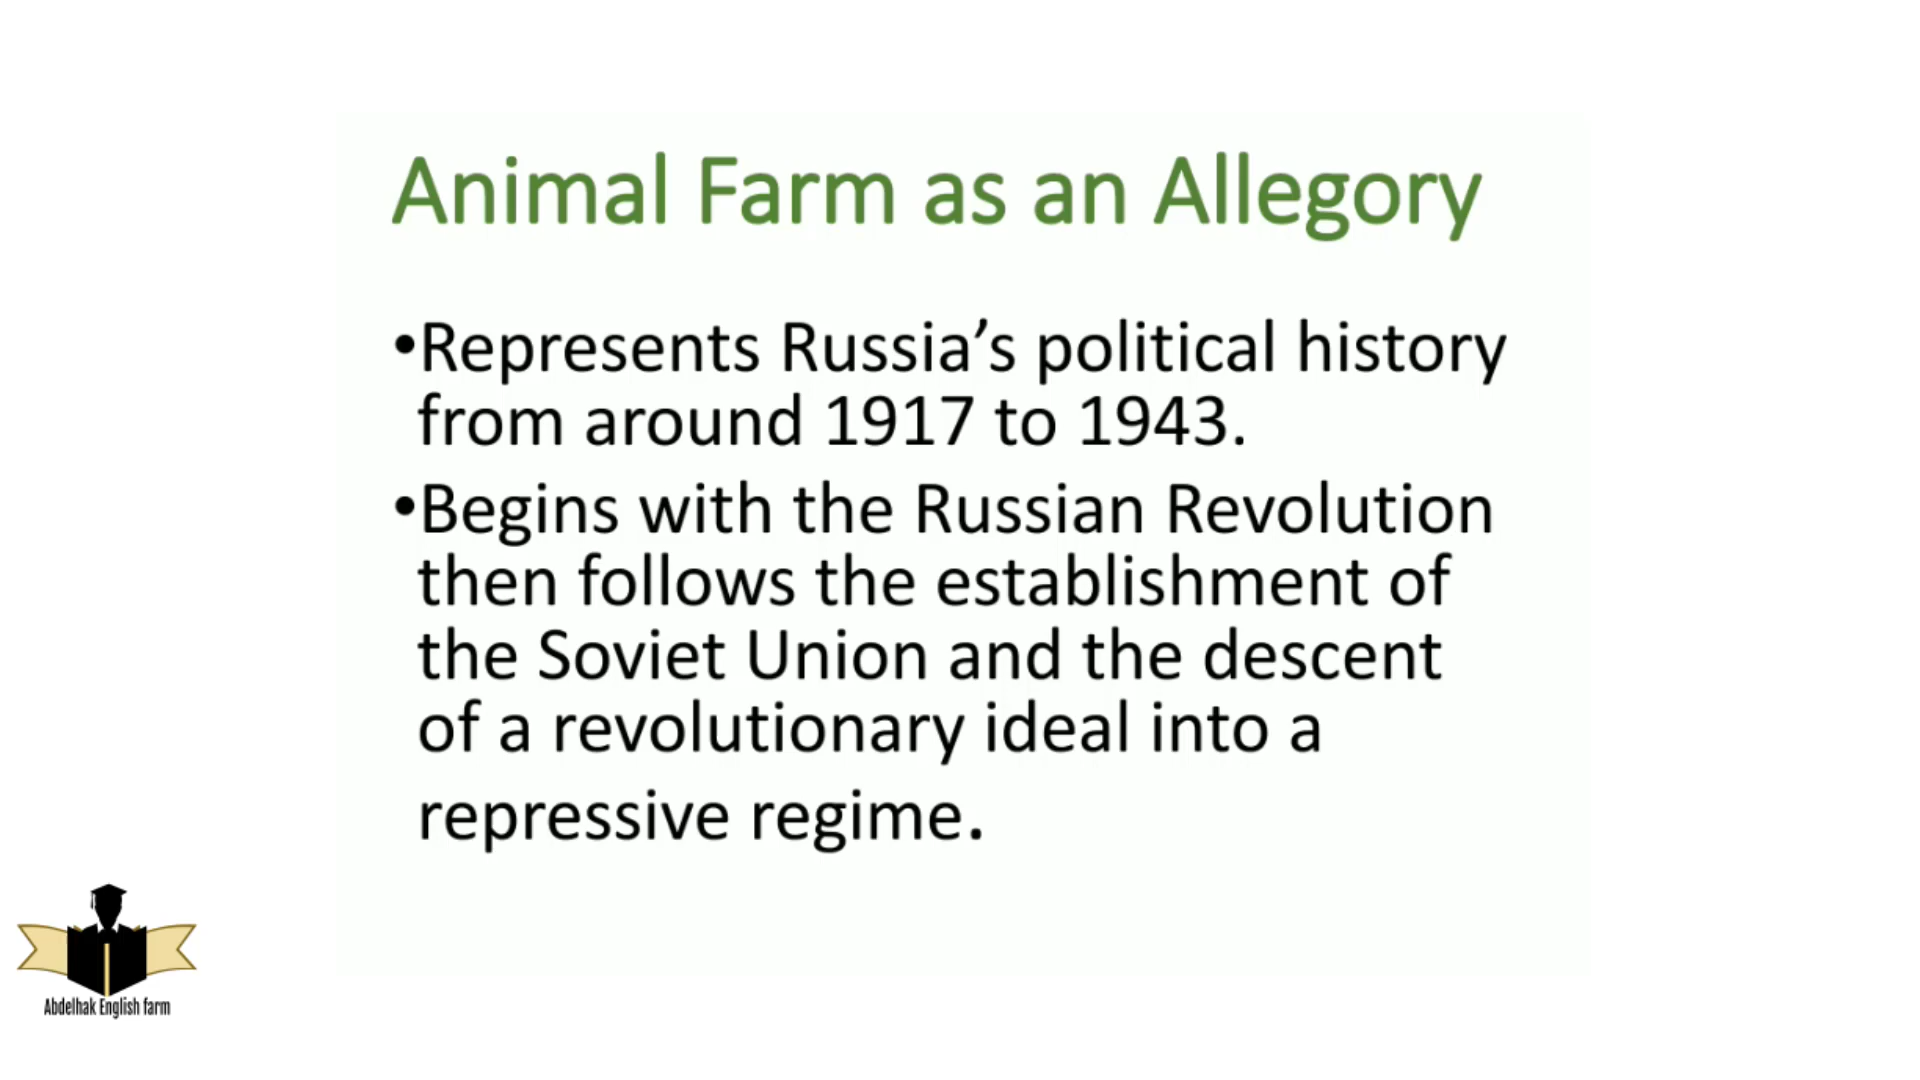 Animal Farm as an Allegory
•Represents Russia’s political history
from around 1917 to 1943.
•Begins with the Russian Revolution
then follows the establishment of
the Soviet Union and the descent
of a revolutionary ideal into a
repressive regime.
Abdelhak English farm